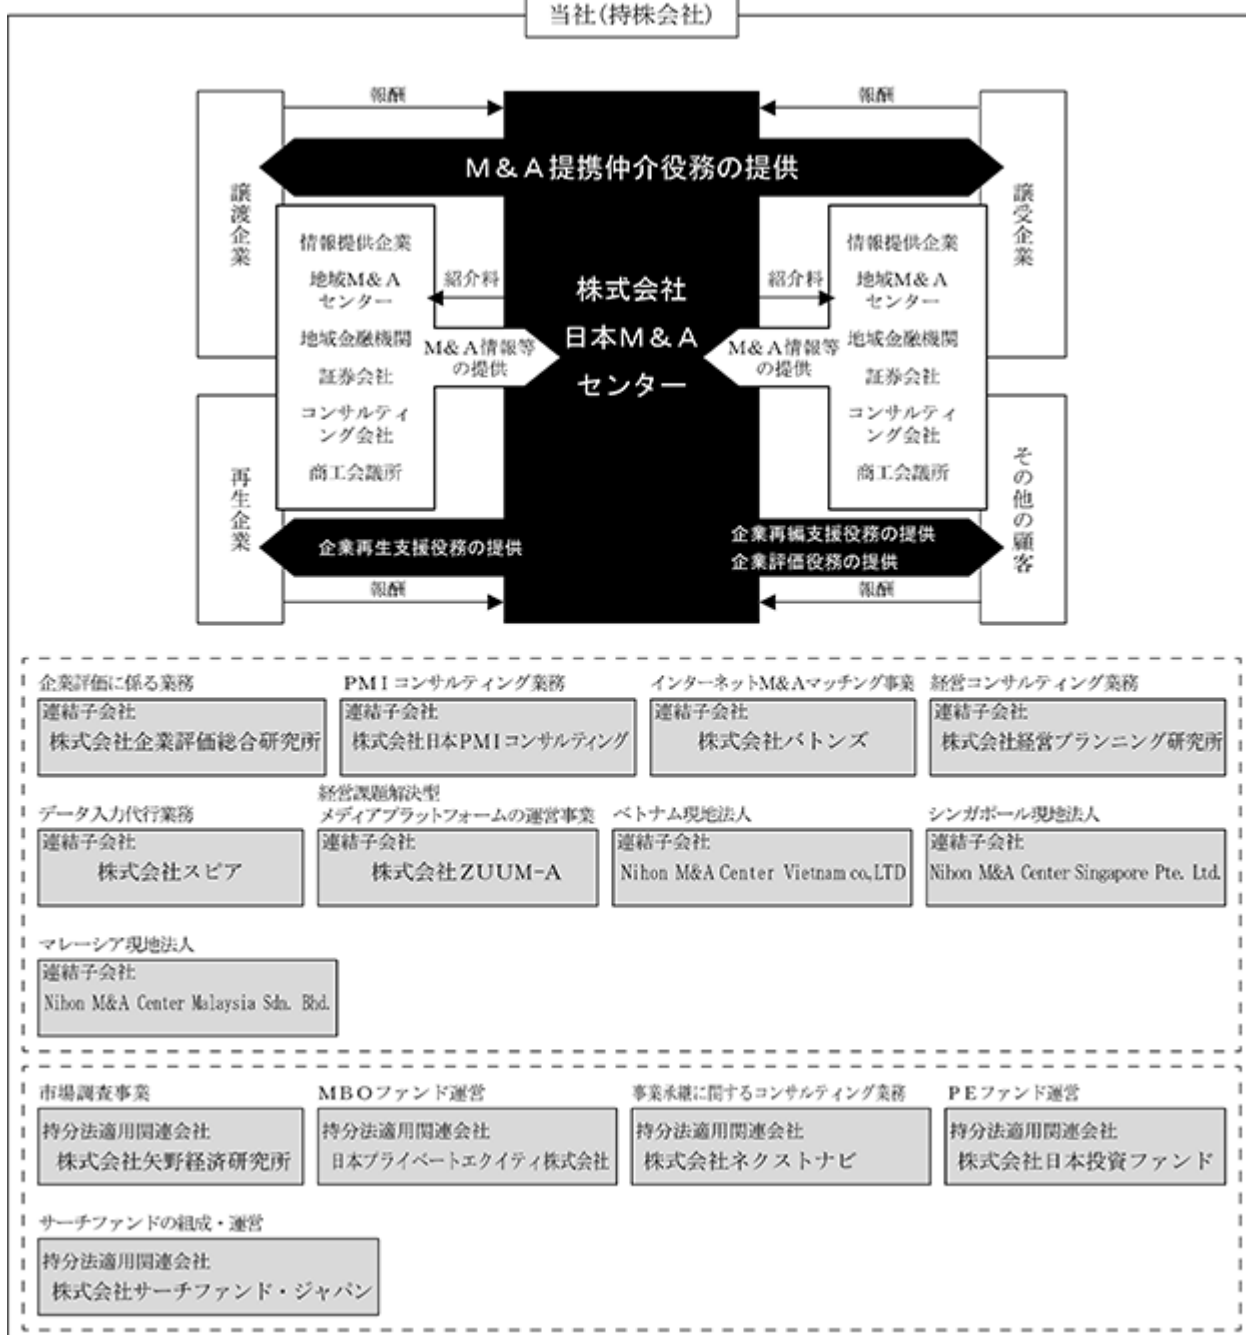 当社(持株会社)
報酬
報酬
M&A提携仲介役務の提供
譲渡企業
譲受企業
情報提供企業
地域M&A
センター
地域金融機関
証券会社
コンサルティ
ング会社
商工会議所
紹介料
M&A情報等
の提供
株式会社
日本M&A
センター
紹介料
M&A情報等
の提供
情報提供企業
地域M&A
センター
地域金融機関
証券会社
コンサルティ
ング会社
商工会議所
再生企業
その他の顧客
企業再生支援役務の提供
企業再編支援役務の提供
企業評価役務の提供
報酬
報酬
企業評価に係る業務
連結子会社
株式会社企業評価総合研究所
PMIコンサルティング業務
連結子会社
株式会社日本PMIコンサルティング
インターネットM&Aマッチング事業
連結子会社
株式会社バトンズ
経営コンサルティング業務
連結子会社
株式会社経営プランニング研究所
データ入力代行業務
連結子会社
株式会社スピア
経営課題解決型
メディアプラットフォームの運営事業
連結子会社
株式会社ZUUM-A
ベトナム現地法人
連結子会社
Nihon M&A Center Vietnam co,LTD
シンガポール現地法人
連結子会社
Nihon M&A Center Singapore Pte. Ltd.
マレーシア現地法人
連結子会社
Nihon M&A Center Malaysia Sdn. Bhd.
市場調査事業
持分法適用関連会社
株式会社矢野経済研究所
MBOファンド運営
持分法適用関連会社
日本プライベートエクイティ株式会社
事業承継に関するコンサルティング業務
持分法適用関連会社
株式会社ネクストナビ
PEファンド運営
持分法適用関連会社
株式会社日本投資ファンド
サーチファンドの組成・運営
持分法適用関連会社
株式会社サーチファンド・ジャパン